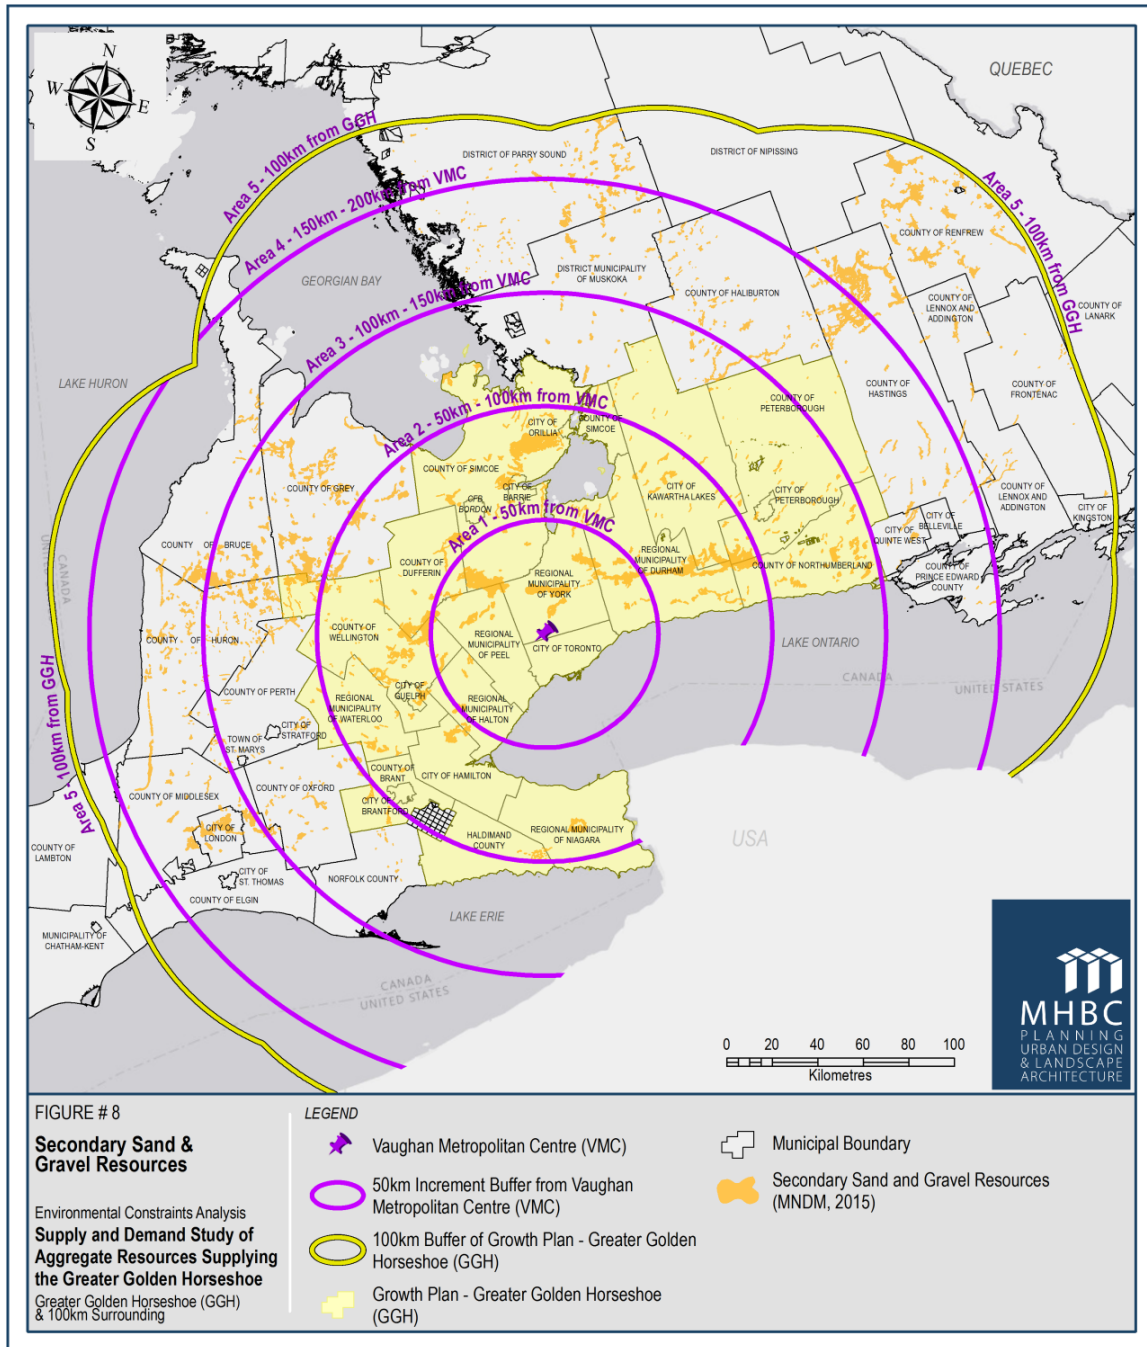 N
W
E
S
QUEBEC
Area 5 - 100km from GGH
DISTRICT OF PARRY SOUND
DISTRICT OF NIPISSING
Area 5 - 100km from GGH
Area 4 - 150km - 200km from VMC
COUNTY OF RENFREW
GEORGIAN BAY
DISTRICT MUNICIPALITY
OF MUSKOKA
COUNTY OF HALIBURTON
COUNTY OF
LENNOX AND
ADDINGTON
COUNTY OF
LANARK
Area 3 - 100km - 150km from VMC
LAKE HURON
COUNTY OF
HASTINGS
COUNTY OF
FRONTENAC
COUNTY OF
PETERBOROUGH
Area 2 - 50km - 100km from VMC
CITY OF
ORILLIA
COUNTY OF
SIMCOE
COUNTY OF SIMCOE
COUNTY OF GREY
CITY OF
BARRIE
CFB
BORDON
CITY OF
KAWARTHA LAKES
CITY OF
PETERBOROUGH
COUNTY OF
LENNOX AND
ADDINGTON
CITY OF
KINGSTON
Area 1 - 50km from VMC
CITY OF
BELLEVILLE
CITY OF
QUINTE WEST
COUNTY OF BRUCE
COUNTY OF
DUFFERIN
REGIONAL
MUNICIPALITY
OF YORK
REGIONAL
MUNICIPALITY
OF DURHAM
COUNTY OF NORTHUMBERLAND
COUNTY OF
PRINCE EDWARD
COUNTY
CANADA
UNITED STATES
COUNTY OF HURON
COUNTY OF
WELLINGTON
REGIONAL
MUNICIPALITY
OF PEEL
CITY OF TORONTO
LAKE ONTARIO
CANADA
UNITED STATES
COUNTY OF PERTH
CITY OF
GUELPH
REGIONAL
MUNICIPALITY
OF WATERLOO
REGIONAL
MUNICIPALITY
OF HALTON
CITY OF
STRATFORD
TOWN OF
ST. MARYS
Area 5 - 100km from GGH
COUNTY OF
BRANT
CITY OF HAMILTON
COUNTY OF MIDDLESEX
COUNTY OF OXFORD
CITY OF
BRANTFORD
CITY OF
LONDON
HALDIMAND
COUNTY
REGIONAL MUNICIPALITY
OF NIAGARA
USA
COUNTY OF
LAMBTON
CITY OF
ST. THOMAS
NORFOLK COUNTY
COUNTY OF ELGIN
LAKE ERIE
MUNICIPALITY OF
CHATHAM-KENT
CANADA
UNITED STATES
0 20 40 60 80 100
Kilometres
MHBC
PLANNING
URBAN DESIGN
& LANDSCAPE
ARCHITECTURE
FIGURE # 8
Secondary Sand &
Gravel Resources
Environmental Constraints Analysis
Supply and Demand Study of
Aggregate Resources Supplying
the Greater Golden Horseshoe
Greater Golden Horseshoe (GGH)
& 100km Surrounding
LEGEND
Vaughan Metropolitan Centre (VMC)
50km Increment Buffer from Vaughan
Metropolitan Centre (VMC)
100km Buffer of Growth Plan - Greater Golden
Horseshoe (GGH)
Growth Plan - Greater Golden Horseshoe
(GGH)
Municipal Boundary
Secondary Sand and Gravel Resources
(MNDM, 2015)